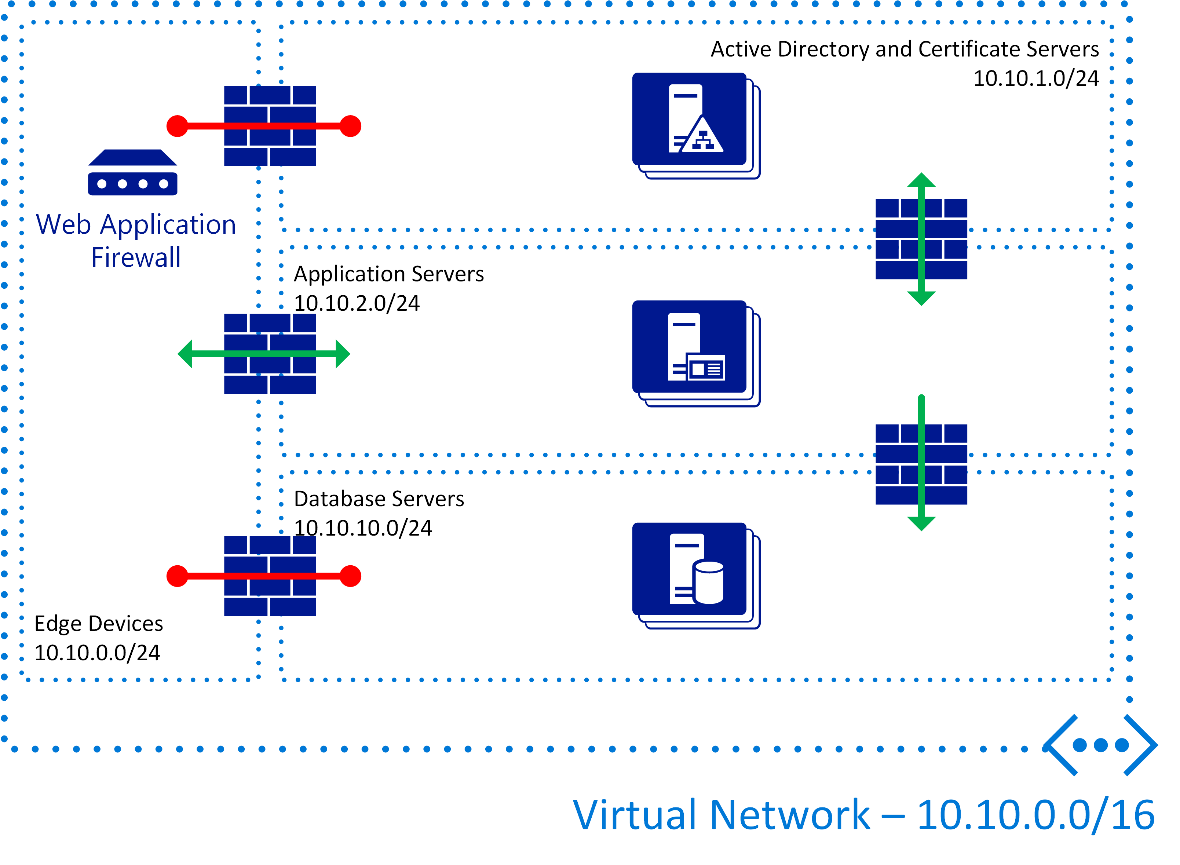 Active Directory and Certificate Servers
10.10.1.0/24
Web Application
Firewall
Application Servers
10.10.2.0/24
Database Servers
10.10.10.0/24
Edge Devices
10.10.0.0/24
Virtual Network – 10.10.0.0/16